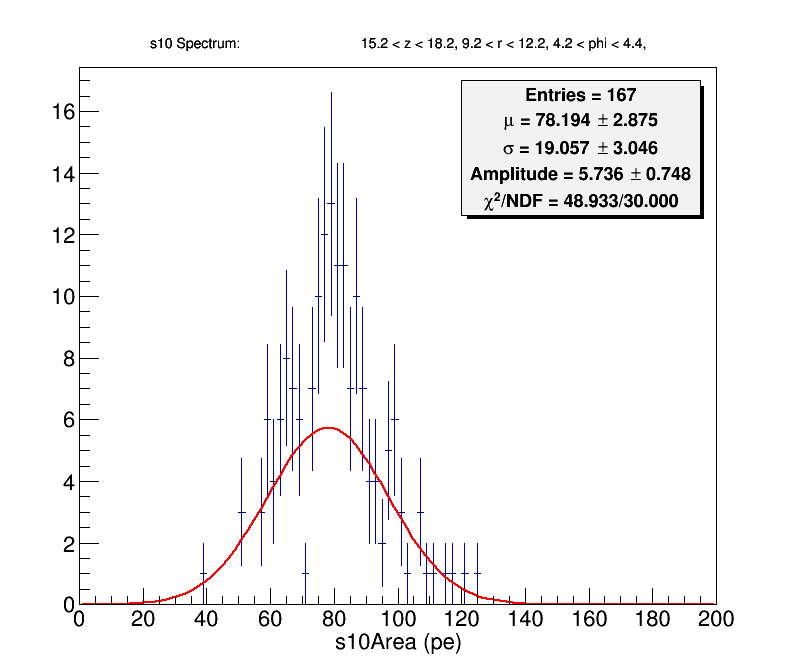 s10 Spectrum: 15.2 < z < 18.2, 9.2 < r < 12.2, 4.2 < phi < 4.4,
Entries = 167
μ = 78.194 ± 2.875
σ = 19.057 ± 3.046
Amplitude = 5.736 ± 0.748
χ²/NDF = 48.933/30.000
16
14
12
10
8
6
4
2
0
0 20 40 60 80 100 120 140 160 180 200
s10Area (pe)